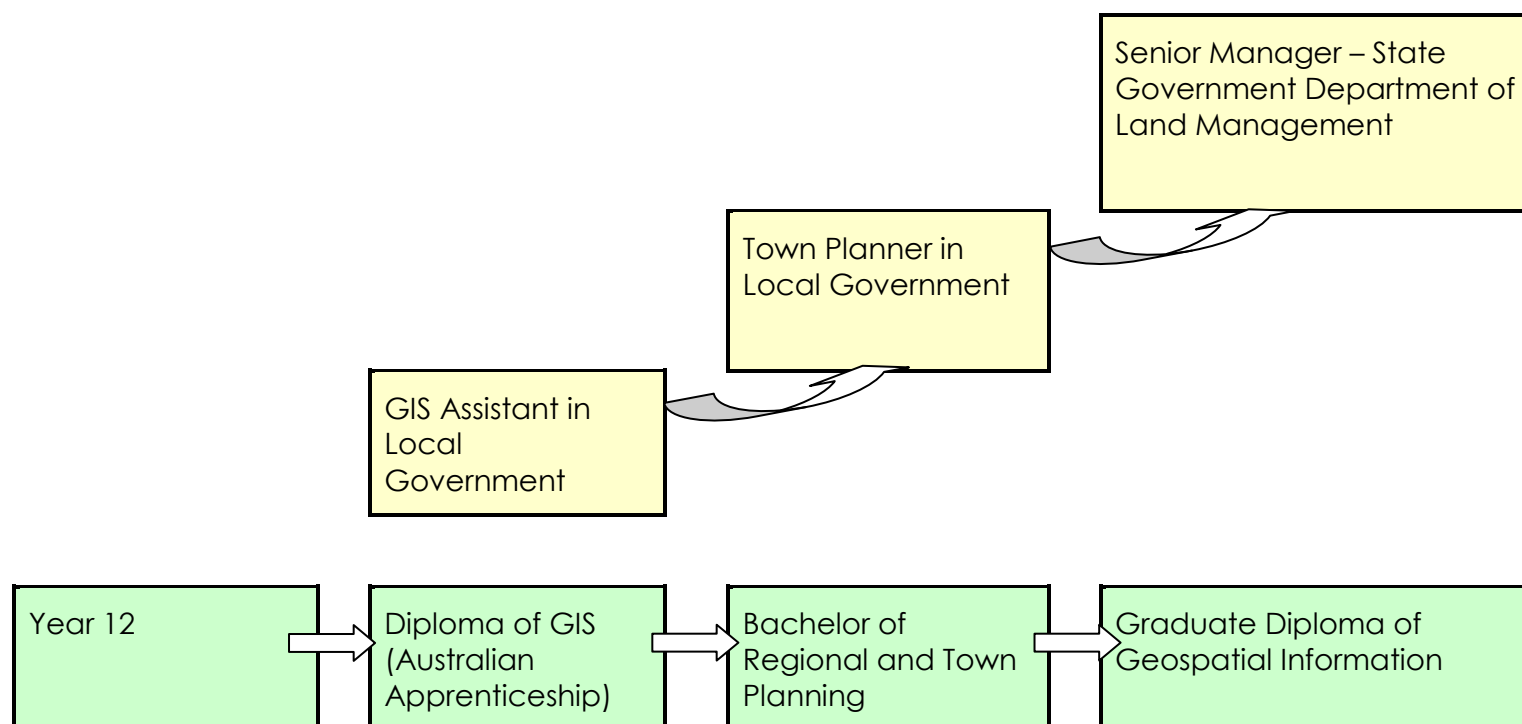 Senior Manager – State
Government Department of
Land Management
Town Planner in
Local Government
GIS Assistant in
Local
Government
Year 12
Diploma of GIS
(Australian
Apprenticeship)
Bachelor of
Regional and Town
Planning
Graduate Diploma of
Geospatial Information